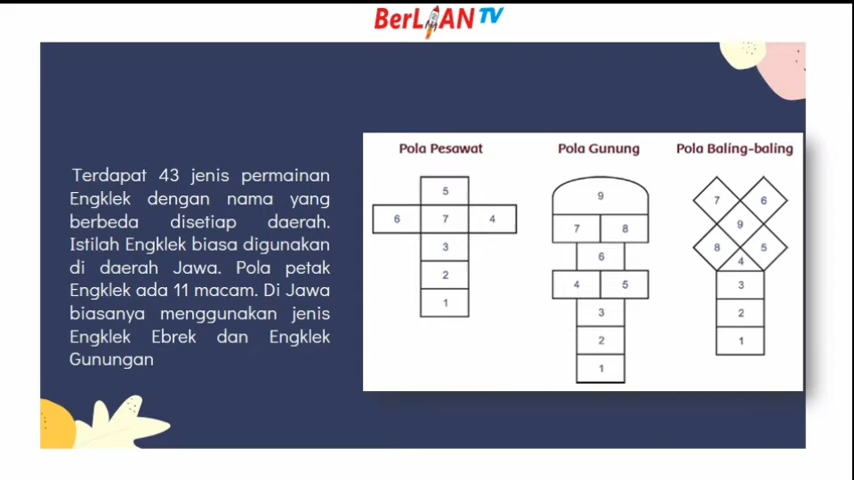 BerLIAN TV
Terdapat 43 jenis permainan
Engklek dengan nama yang
berbeda disetiap daerah.
Istilah Engklek biasa digunakan
di daerah Jawa. Pola petak
Engklek ada 11 macam. Di Jawa
biasanya menggunakan jenis
Engklek Ebrek dan Engklek
Gunungan
Pola Pesawat
5
6 7 4
3
2
1
Pola Gunung
9
7 8
6
4 5
3
2
1
Pola Baling-baling
7 6
9
8 5
4
3
2
1